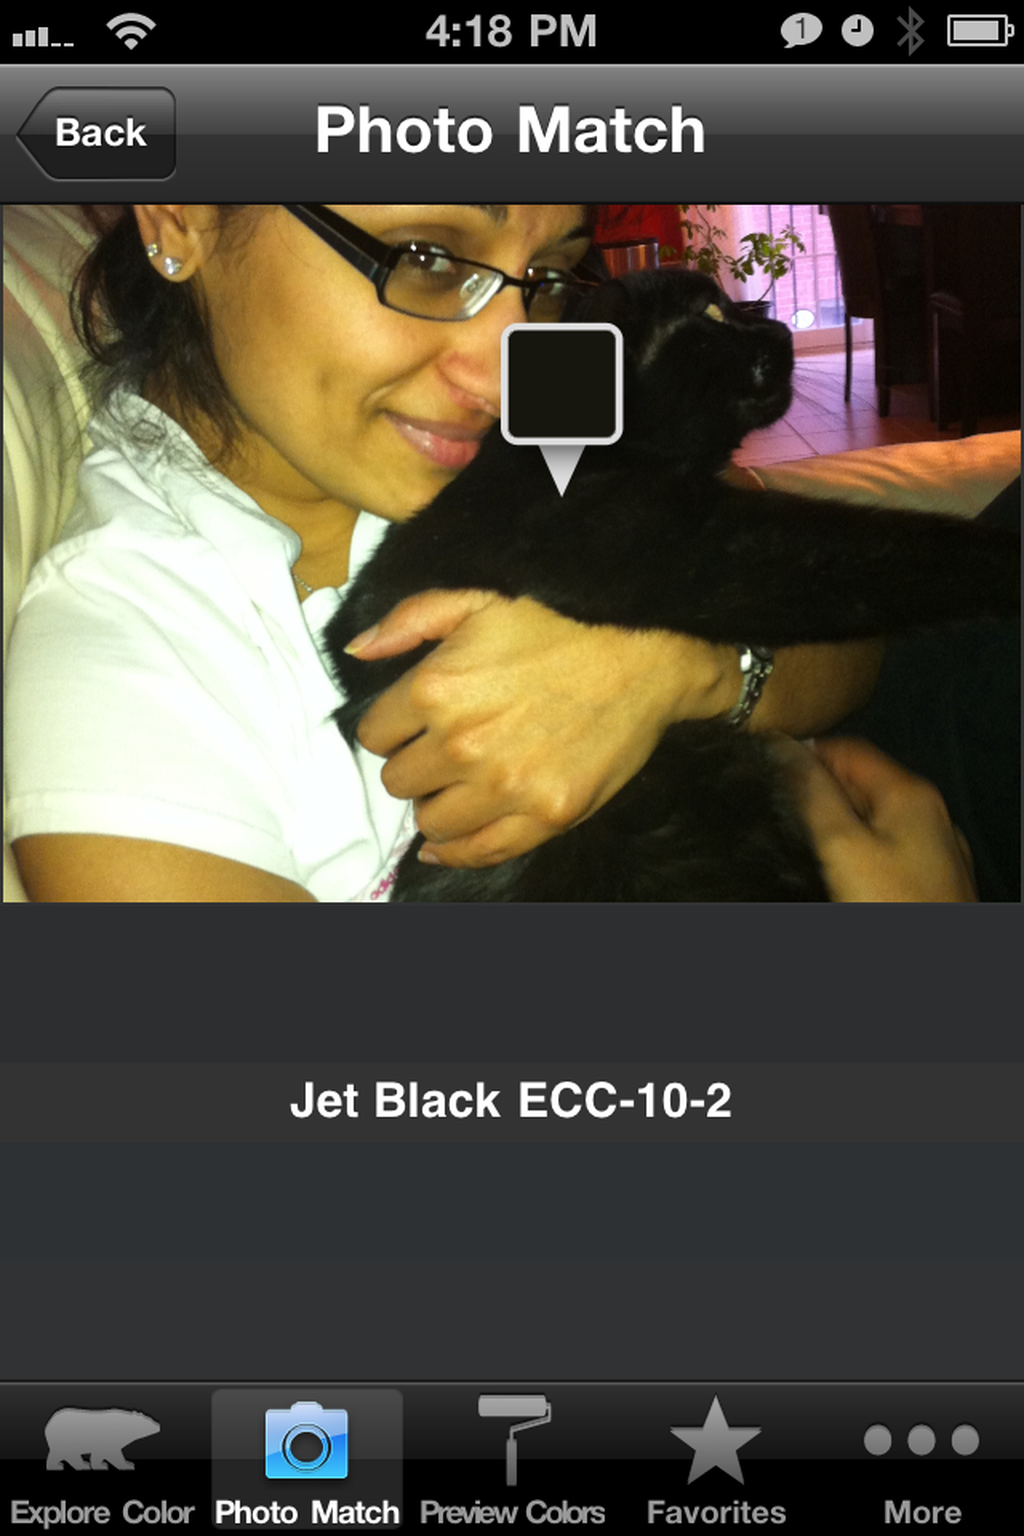 4:18 PM
1
Back
Photo Match
Jet Black ECC-10-2
Explore Color
Photo Match
Preview Colors
Favorites
More